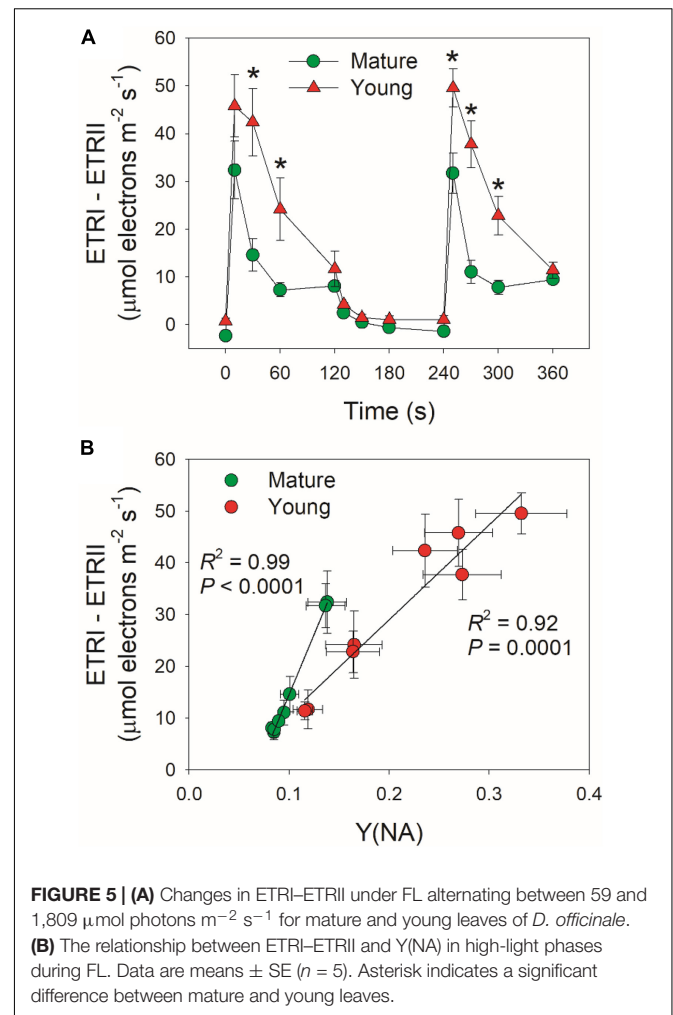 A
60
50
40
30
20
10
0
ETRI - ETRII
(μmol electrons m⁻² s⁻¹)
Mature
Young
*
*
*
*
*
0 60 120 180 240 300 360
Time (s)
B
60
50
40
30
20
10
0
ETRI - ETRII
(μmol electrons m⁻² s⁻¹)
Mature
Young
R² = 0.99
P < 0.0001
R² = 0.92
P = 0.0001
0.0 0.1 0.2 0.3 0.4
Y(NA)
FIGURE 5 | (A) Changes in ETRI–ETRII under FL alternating between 59 and
1,809 μmol photons m⁻² s⁻¹ for mature and young leaves of D. officinale.
(B) The relationship between ETRI–ETRII and Y(NA) in high-light phases
during FL. Data are means ± SE (n = 5). Asterisk indicates a significant
difference between mature and young leaves.